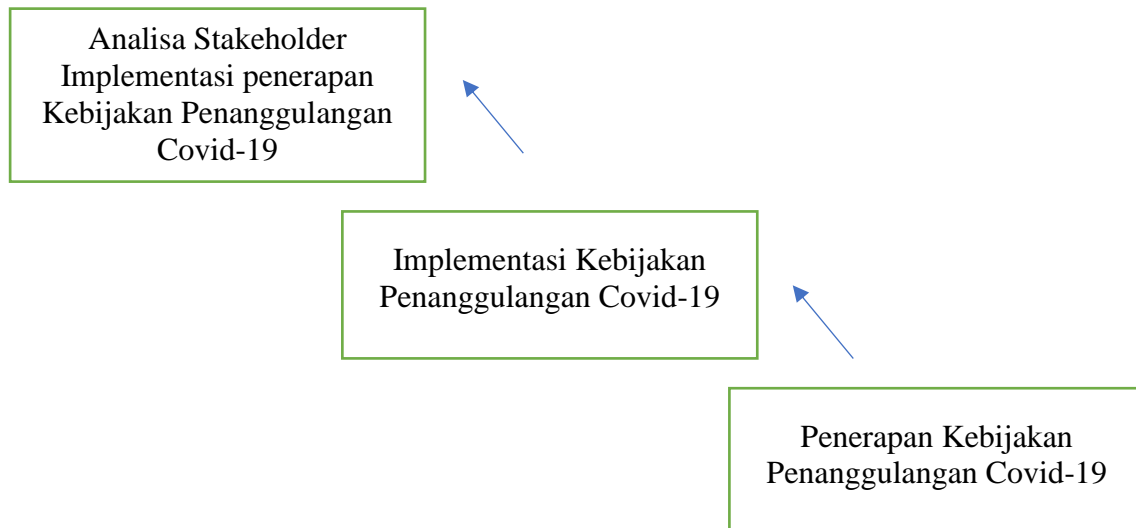 Analisa Stakeholder
Implementasi penerapan
Kebijakan Penanggulangan
Covid-19
Implementasi Kebijakan
Penanggulangan Covid-19
Penerapan Kebijakan
Penanggulangan Covid-19